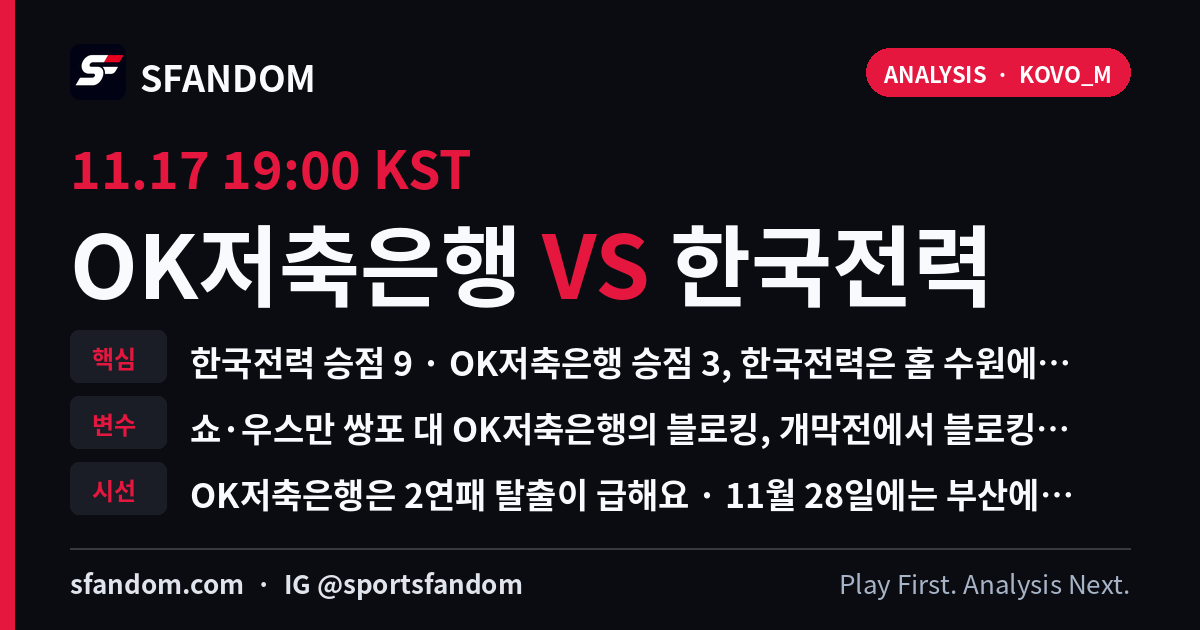 SFANDOM
ANALYSIS · KOVO_M
11.17 19:00 KST
OK저축은행 VS 한국전력
핵심 한국전력 승점 9 · OK저축은행 승점 3, 한국전력은 홈 수원에…
변수 쇼·우스만 쌍포 대 OK저축은행의 블로킹, 개막전에서 블로킹…
시선 OK저축은행은 2연패 탈출이 급해요 · 11월 28일에는 부산에…
sfandom.com · IG @sportsfandom
Play First. Analysis Next.